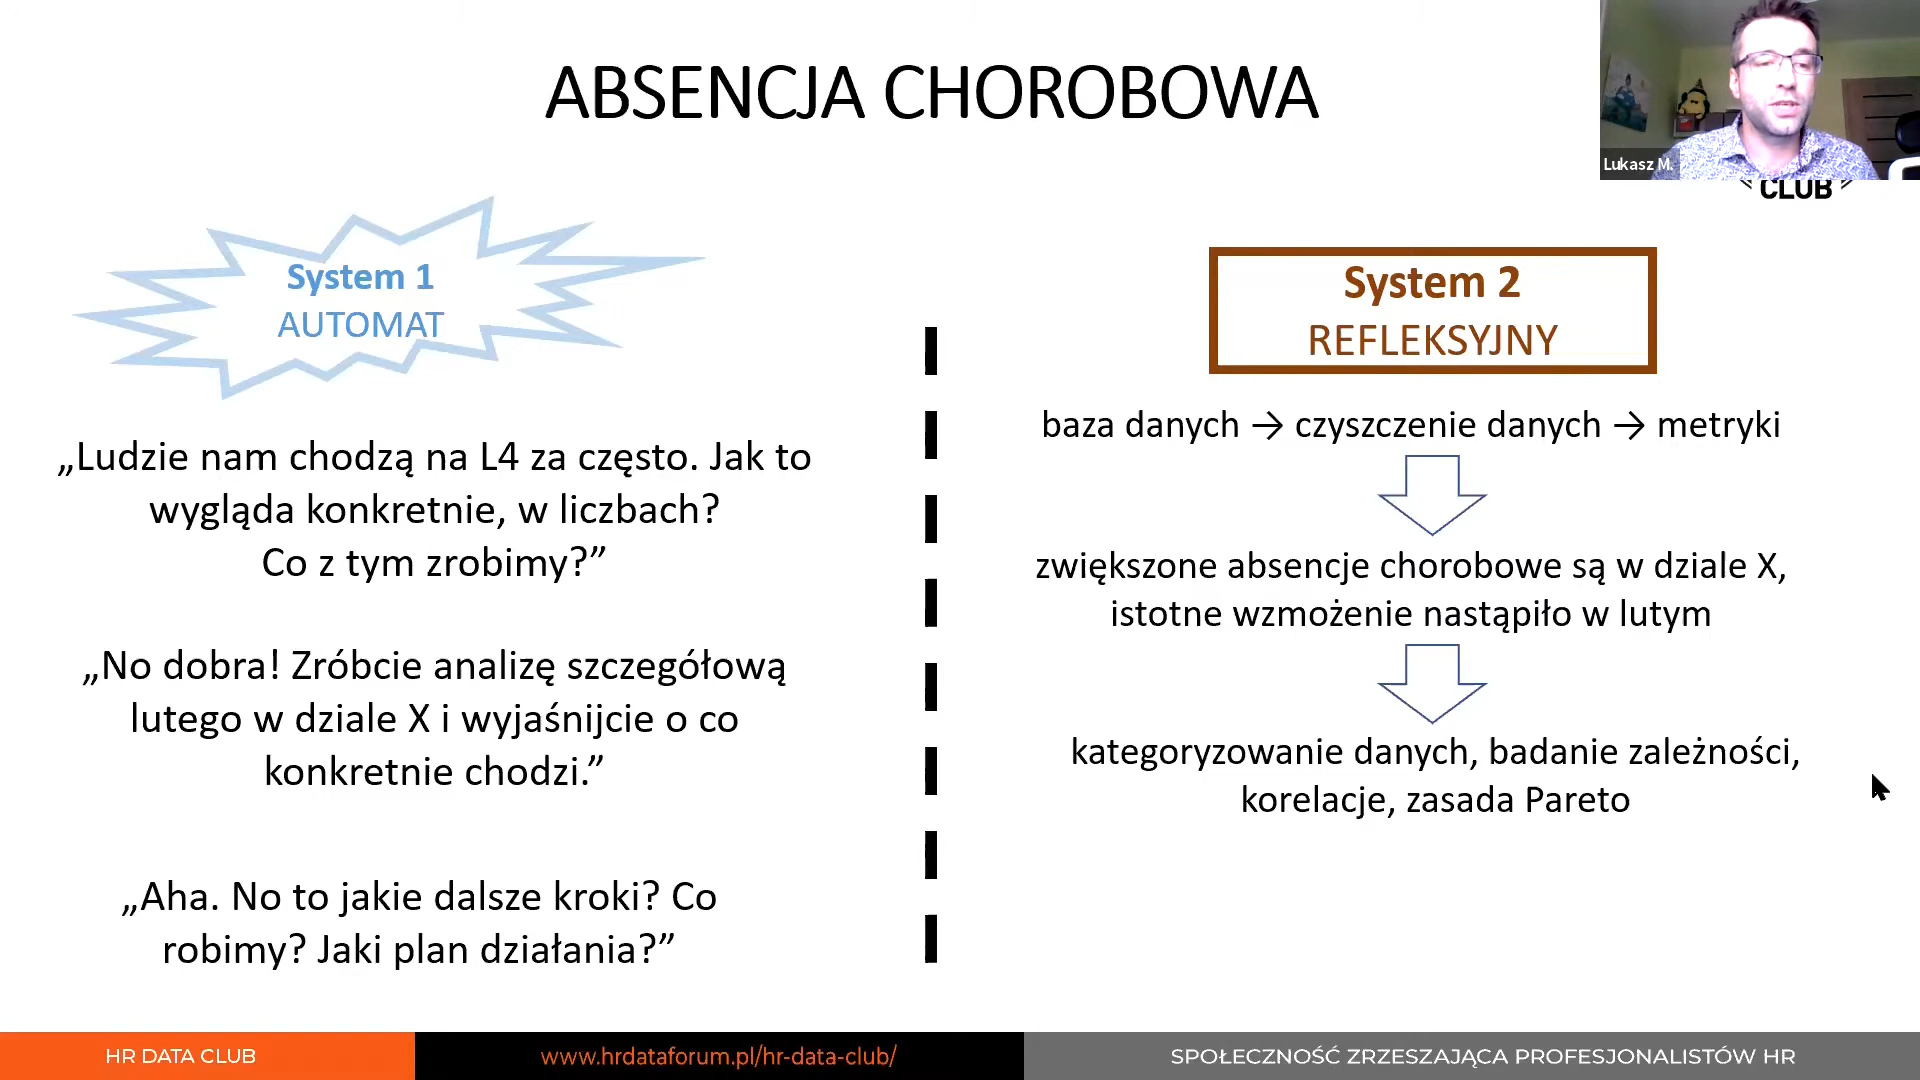 ABSENCJA CHOROBOWA
Lukasz M.
CLUB
System 1
AUTOMAT
„Ludzie nam chodzą na L4 za często. Jak to
wygląda konkretnie, w liczbach?
Co z tym zrobimy?”
„No dobra! Zróbcie analizę szczegółową
lutego w dziale X i wyjaśnijcie o co
konkretnie chodzi.”
„Aha. No to jakie dalsze kroki? Co
robimy? Jaki plan działania?”
System 2
REFLEKSYJNY
baza danych → czyszczenie danych → metryki
zwiększone absencje chorobowe są w dziale X,
istotne wzmożenie nastąpiło w lutym
kategoryzowanie danych, badanie zależności,
korelacje, zasada Pareto
HR DATA CLUB
www.hrdataforum.pl/hr-data-club/
SPOŁECZNOŚĆ ZRZESZAJĄCA PROFESJONALISTÓW HR